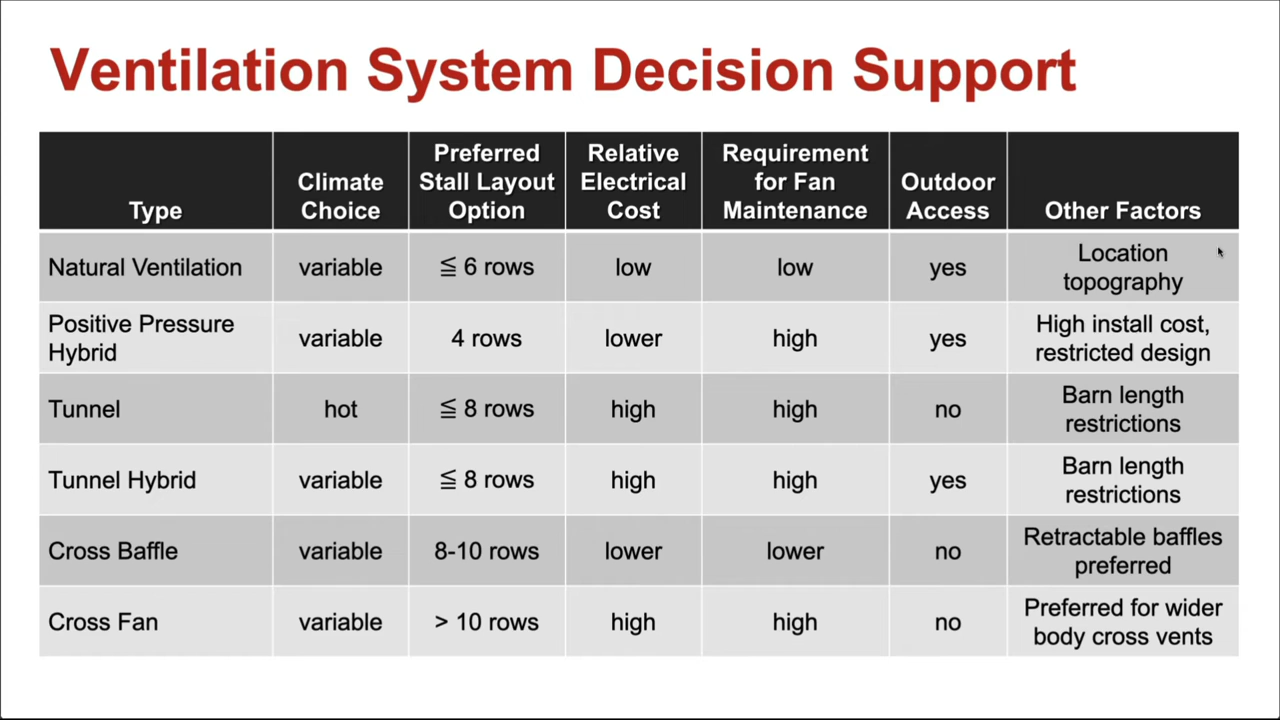 Ventilation System Decision Support
Type
Climate
Choice
Preferred
Stall Layout
Option
Relative
Electrical
Cost
Requirement
for Fan
Maintenance
Outdoor
Access
Other Factors
Natural Ventilation
variable
≦ 6 rows
low
low
yes
Location
topography
Positive Pressure
Hybrid
variable
4 rows
lower
high
yes
High install cost,
restricted design
Tunnel
hot
≦ 8 rows
high
high
no
Barn length
restrictions
Tunnel Hybrid
variable
≦ 8 rows
high
high
yes
Barn length
restrictions
Cross Baffle
variable
8-10 rows
lower
lower
no
Retractable baffles
preferred
Cross Fan
variable
> 10 rows
high
high
no
Preferred for wider
body cross vents